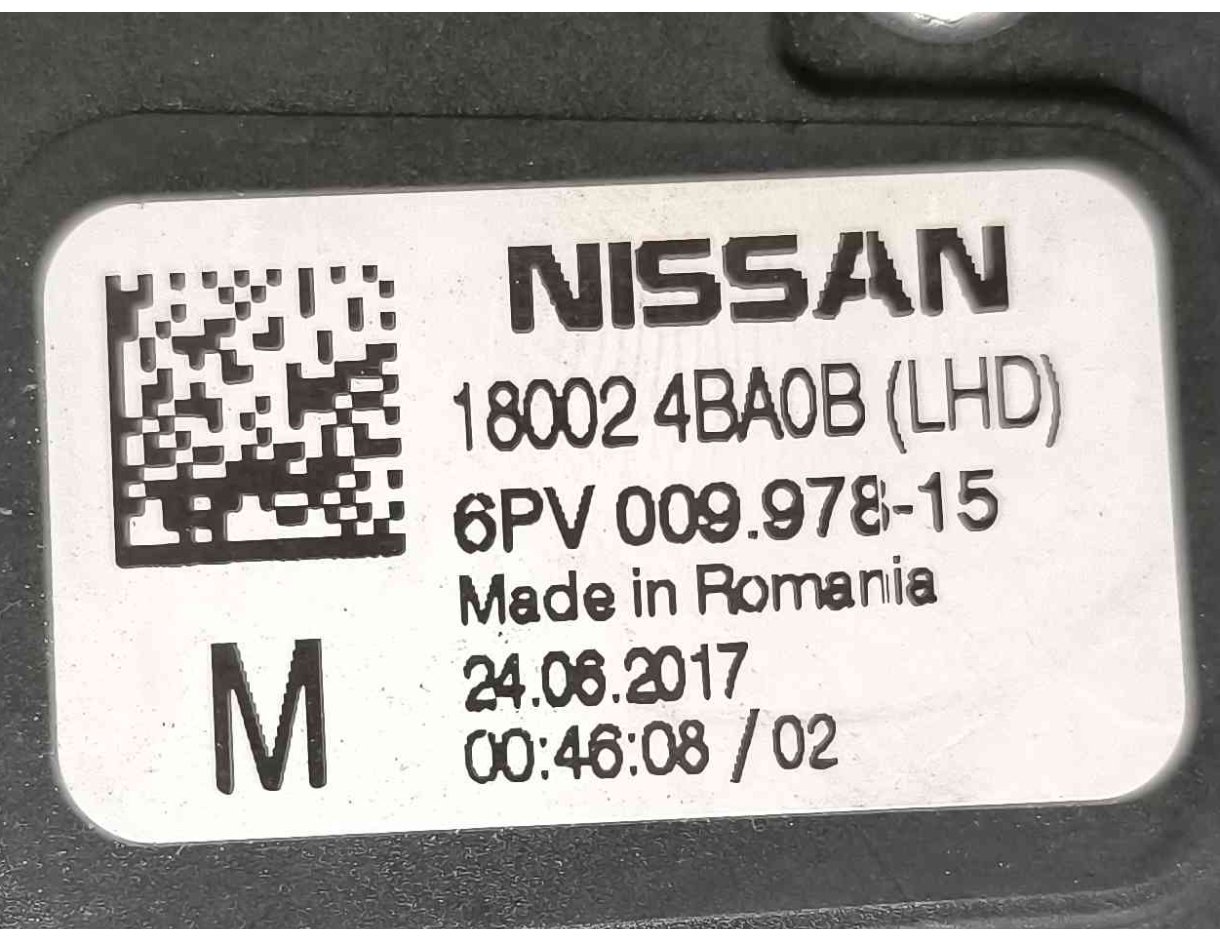 NISSAN
18002 4BA0B (LHD)
6PV 009.978-15
Made in Romania
24.06.2017
00:46:08 / 02
M